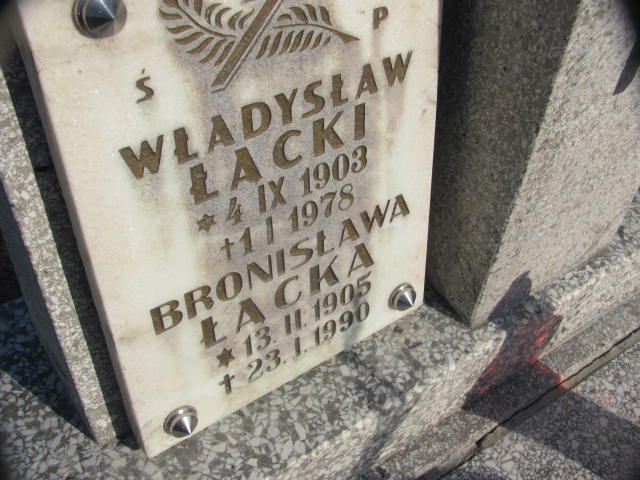 Ś P
WŁADYSŁAW
ŁACKI
* 4 IX 1903
† 1 I 1978
BRONISŁAWA
ŁACKA
* 13. II. 1905
† 23. I. 1990